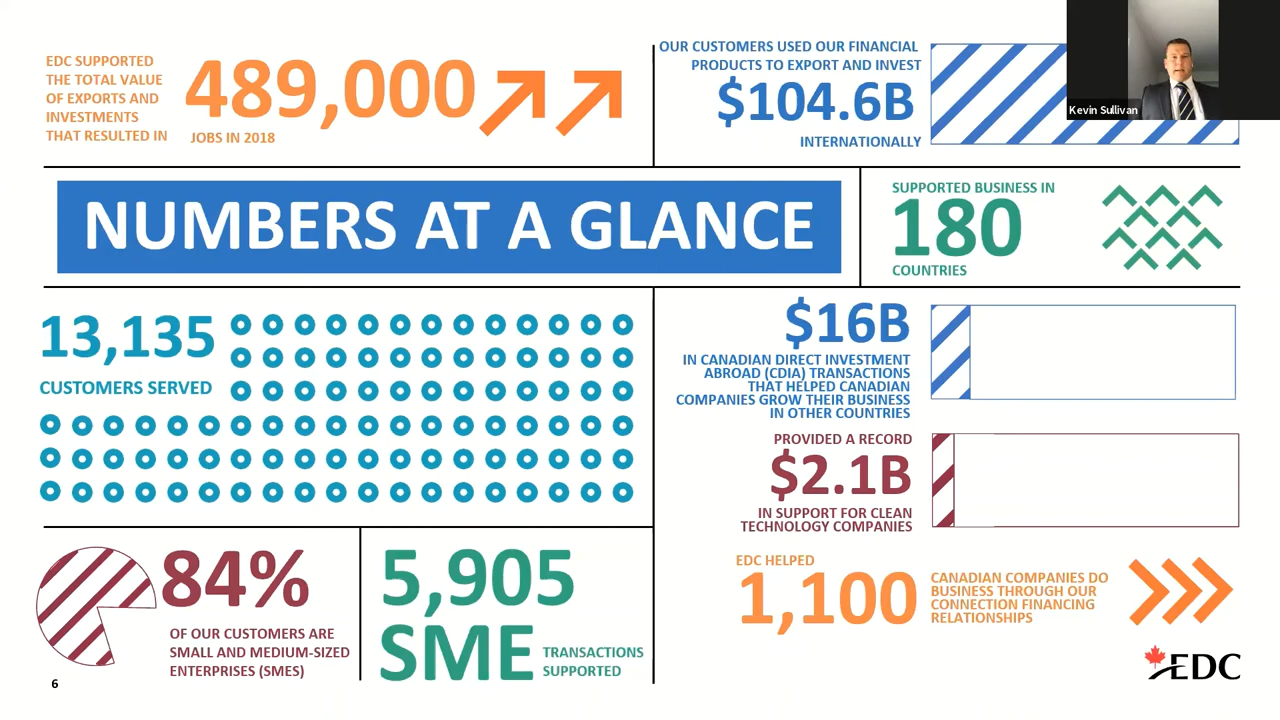 EDC SUPPORTED
THE TOTAL VALUE
OF EXPORTS AND
INVESTMENTS
THAT RESULTED IN
489,000
JOBS IN 2018
OUR CUSTOMERS USED OUR FINANCIAL
PRODUCTS TO EXPORT AND INVEST
$104.6B
INTERNATIONALLY
Kevin Sullivan
NUMBERS AT A GLANCE
SUPPORTED BUSINESS IN
180
COUNTRIES
13,135
CUSTOMERS SERVED
$16B
IN CANADIAN DIRECT INVESTMENT
ABROAD (CDIA) TRANSACTIONS
THAT HELPED CANADIAN
COMPANIES GROW THEIR BUSINESS
IN OTHER COUNTRIES
PROVIDED A RECORD
$2.1B
IN SUPPORT FOR CLEAN
TECHNOLOGY COMPANIES
84%
OF OUR CUSTOMERS ARE
SMALL AND MEDIUM-SIZED
ENTERPRISES (SMES)
5,905
SME TRANSACTIONS
SUPPORTED
EDC HELPED
1,100
CANADIAN COMPANIES DO
BUSINESS THROUGH OUR
CONNECTION FINANCING
RELATIONSHIPS
EDC
6